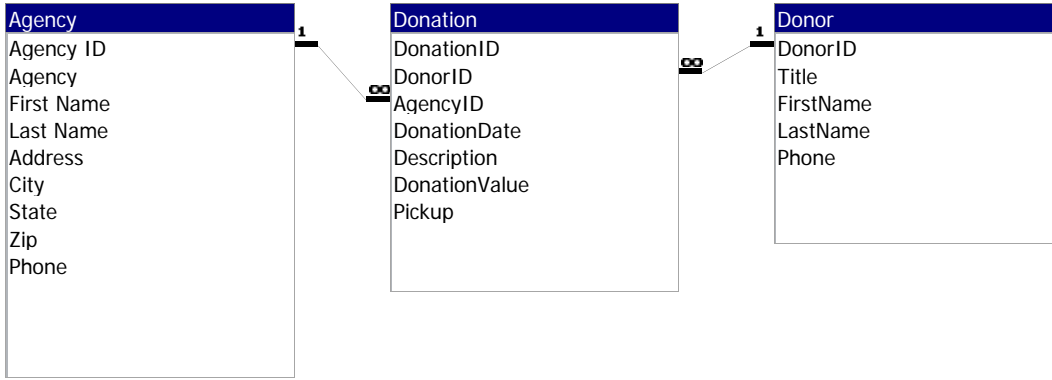 Agency
Agency ID
Agency
First Name
Last Name
Address
City
State
Zip
Phone
1
∞
Donation
DonationID
DonorID
AgencyID
DonationDate
Description
DonationValue
Pickup
∞
1
Donor
DonorID
Title
FirstName
LastName
Phone